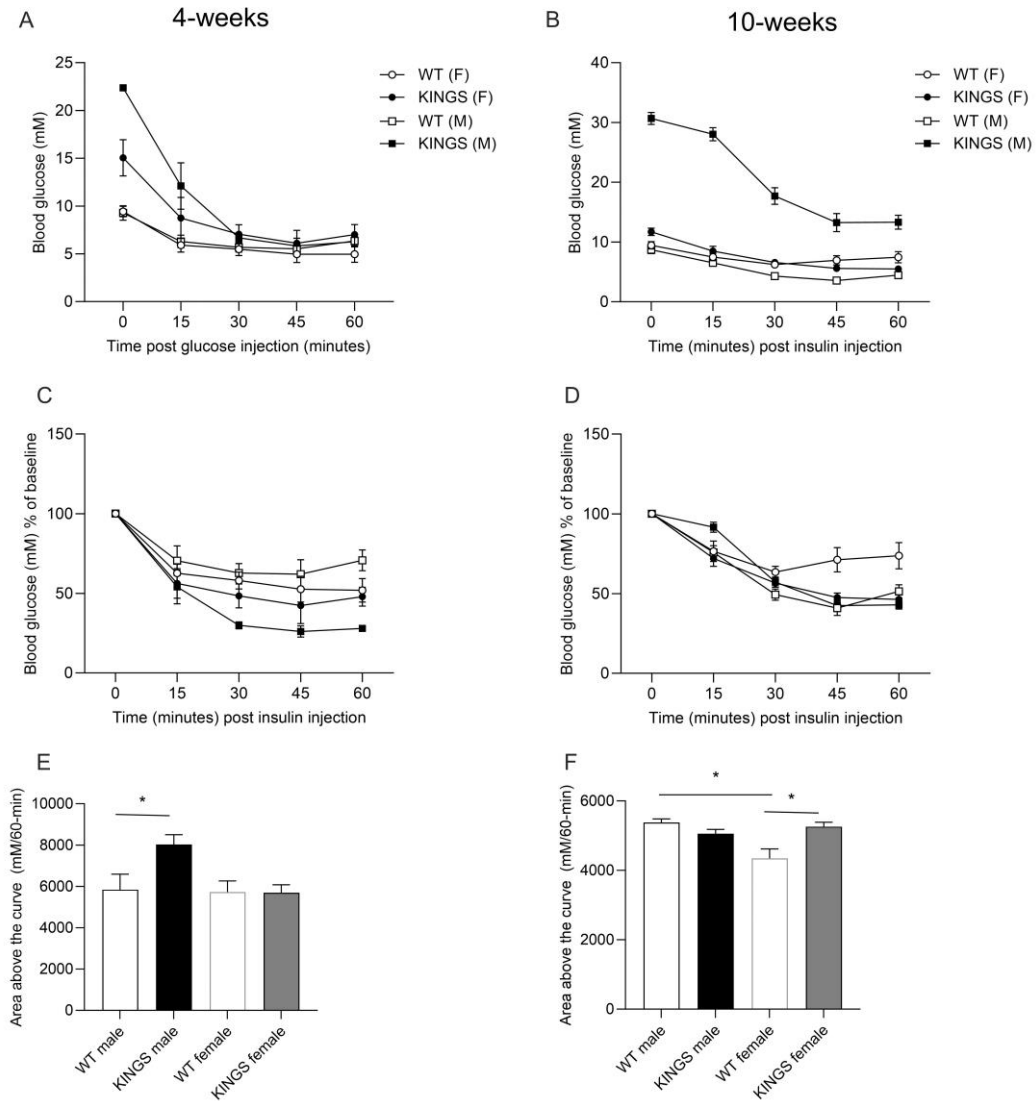 A
4-weeks
25
20
15
10
5
0
Blood glucose (mM)
0 15 30 45 60
Time post glucose injection (minutes)
WT (F)
KINGS (F)
WT (M)
KINGS (M)
B
10-weeks
40
30
20
10
0
Blood glucose (mM)
0 15 30 45 60
Time (minutes) post insulin injection
WT (F)
KINGS (F)
WT (M)
KINGS (M)
C
150
100
50
0
Blood glucose (mM) % of baseline
0 15 30 45 60
Time (minutes) post insulin injection
D
150
100
50
0
Blood glucose (mM) % of baseline
0 15 30 45 60
Time (minutes) post insulin injection
E
10000
8000
6000
4000
2000
0
Area above the curve (mM/60-min)
*
WT male
KINGS male
WT female
KINGS female
F
6000
4000
2000
0
Area above the curve (mM/60-min)
*
*
WT male
KINGS male
WT female
KINGS female